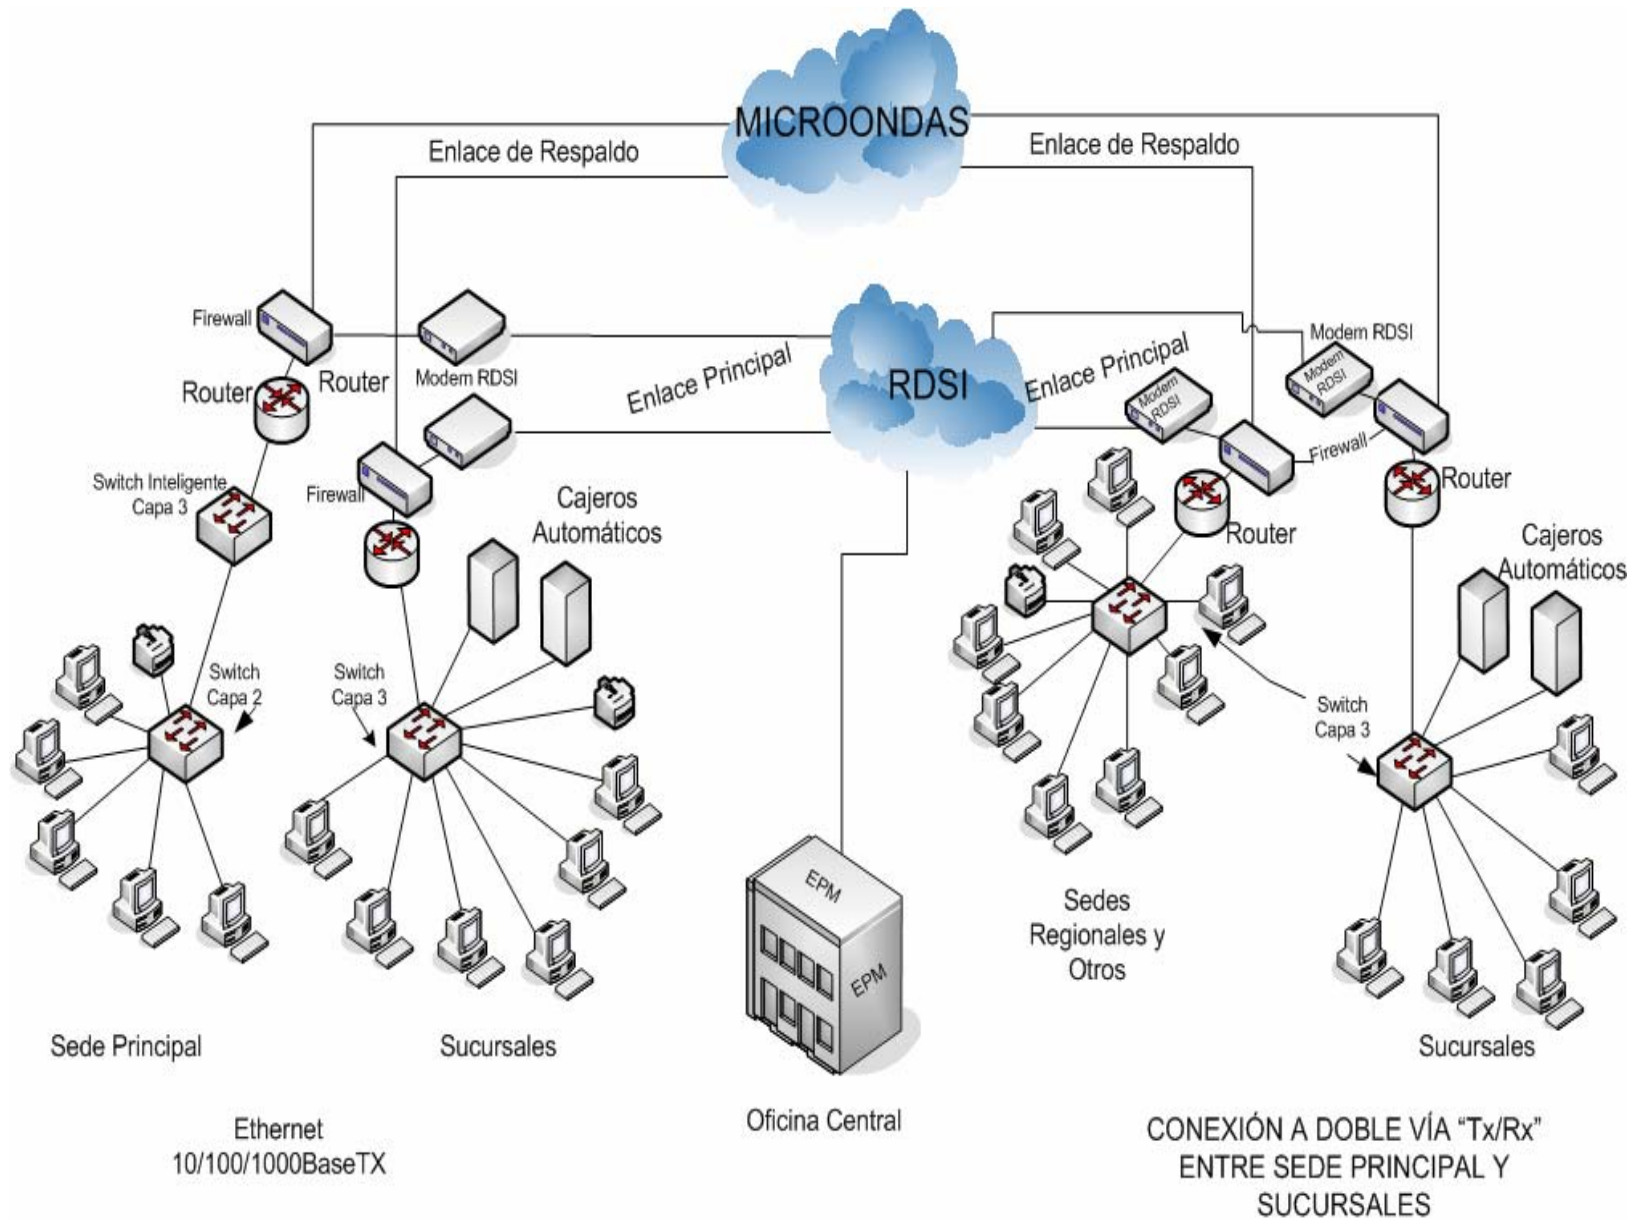 MICROONDAS
Enlace de Respaldo
Enlace de Respaldo
Firewall
Router
Router
Modem RDSI
Enlace Principal
RDSI
Enlace Principal
Modem RDSI
Modem
RDSI
Modem
RDSI
Firewall
Switch Inteligente
Capa 3
Firewall
Cajeros
Automáticos
Router
Router
Cajeros
Automáticos
Switch
Capa 2
Switch
Capa 3
Switch
Capa 3
EPM
EPM
Sedes
Regionales y
Otros
Sede Principal
Sucursales
Oficina Central
Sucursales
Ethernet
10/100/1000BaseTX
CONEXIÓN A DOBLE VÍA “Tx/Rx”
ENTRE SEDE PRINCIPAL Y
SUCURSALES